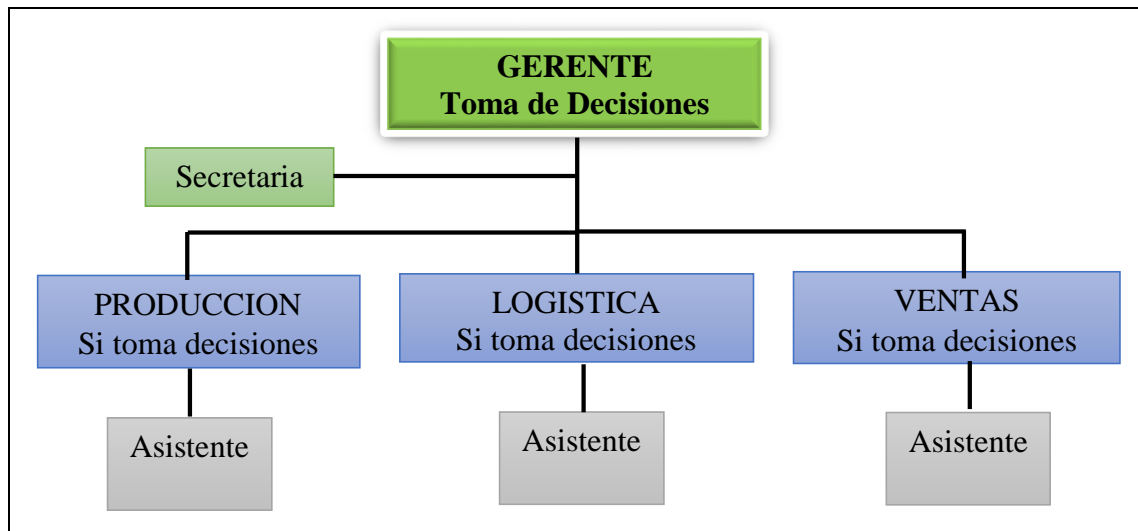 GERENTE
Toma de Decisiones
Secretaria
PRODUCCION
Si toma decisiones
LOGISTICA
Si toma decisiones
VENTAS
Si toma decisiones
Asistente
Asistente
Asistente